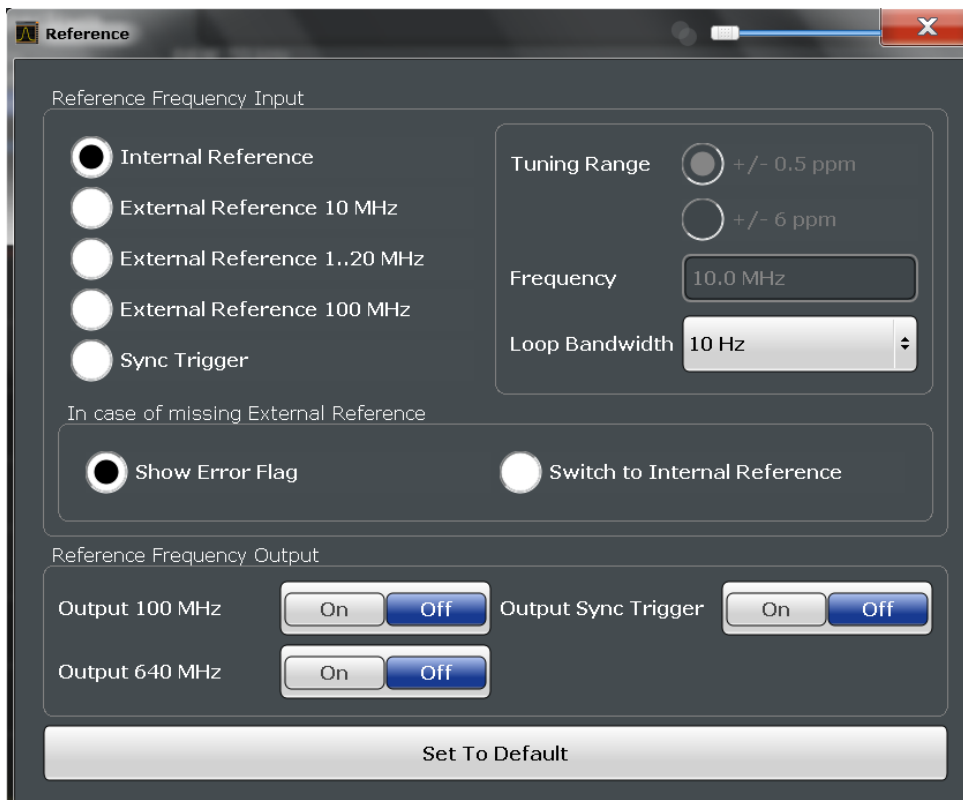 Reference
Reference Frequency Input
Internal Reference
External Reference 10 MHz
External Reference 1..20 MHz
External Reference 100 MHz
Sync Trigger
Tuning Range
+/- 0.5 ppm
+/- 6 ppm
Frequency
10.0 MHz
Loop Bandwidth
10 Hz
In case of missing External Reference
Show Error Flag
Switch to Internal Reference
Reference Frequency Output
Output 100 MHz
On
Off
Output Sync Trigger
On
Off
Output 640 MHz
On
Off
Set To Default